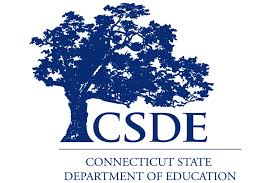 CSDE
CONNECTICUT STATE
DEPARTMENT OF EDUCATION